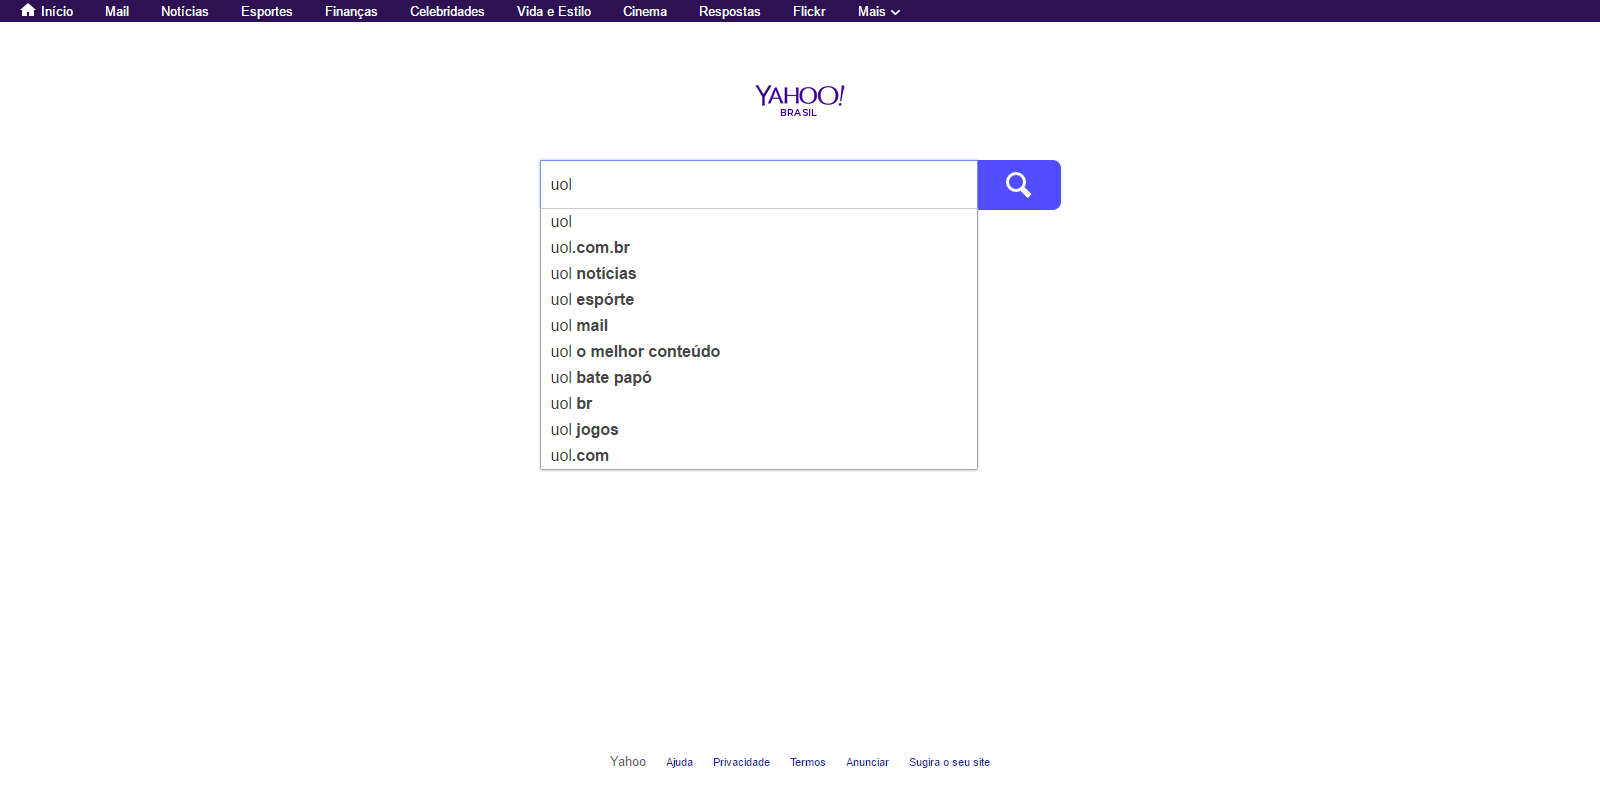 Início Mail Notícias Esportes Finanças Celebridades Vida e Estilo Cinema Respostas Flickr Mais
YAHOO!
BRASIL
uol
uol
uol.com.br
uol notícias
uol espórte
uol mail
uol o melhor conteúdo
uol bate papó
uol br
uol jogos
uol.com
Yahoo Ajuda Privacidade Termos Anunciar Sugira o seu site